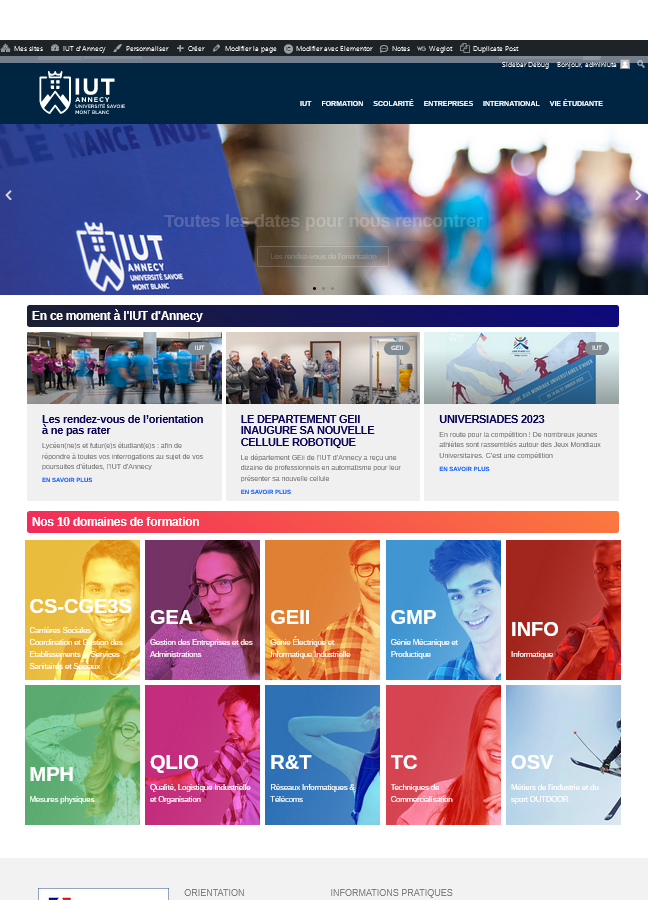 Mes sites IUT d'Annecy Personnaliser Créer Modifier la page Modifier avec Elementor Notes Weglot Duplicate Post
Sidebar Debug Bonjour, adminiuta
IUT
ANNECY
UNIVERSITÉ SAVOIE
MONT BLANC
IUT FORMATION SCOLARITÉ ENTREPRISES INTERNATIONAL VIE ÉTUDIANTE
Toutes les dates pour nous rencontrer
Les rendez-vous de l'orientation
IUT
ANNECY
UNIVERSITÉ SAVOIE
MONT BLANC
En ce moment à l'IUT d'Annecy
IUT
GEII
IUT
Les rendez-vous de l'orientation
à ne pas rater
Lycéen(ne)s et futur(e)s étudiant(e)s : afin de
répondre à toutes vos interrogations au sujet de vos
poursuites d'études, l'IUT d'Annecy
EN SAVOIR PLUS
LE DEPARTEMENT GEII
INAUGURE SA NOUVELLE
CELLULE ROBOTIQUE
Le département GEii de l'IUT d'Annecy a reçu une
dizaine de professionnels en automatisme pour leur
présenter sa nouvelle cellule
EN SAVOIR PLUS
UNIVERSIADES 2023
En route pour la compétition ! De nombreux jeunes
athlètes sont rassemblés autour des Jeux Mondiaux
Universitaires. C'est une compétition
EN SAVOIR PLUS
Nos 10 domaines de formation
CS-CGE3S
Carrières Sociales
Coordination et Gestion des
Etablissements et Services
Sanitaires et Sociaux
GEA
Gestion des Entreprises et des
Administrations
GEII
Génie Électrique et
Informatique Industrielle
GMP
Génie Mécanique et
Productique
INFO
Informatique
MPH
Mesures physiques
QLIO
Qualité, Logistique Industrielle
et Organisation
R&T
Réseaux Informatiques &
Télécoms
TC
Techniques de
Commercialisation
OSV
Métiers de l'industrie et du
sport OUTDOOR
ORIENTATION
INFORMATIONS PRATIQUES